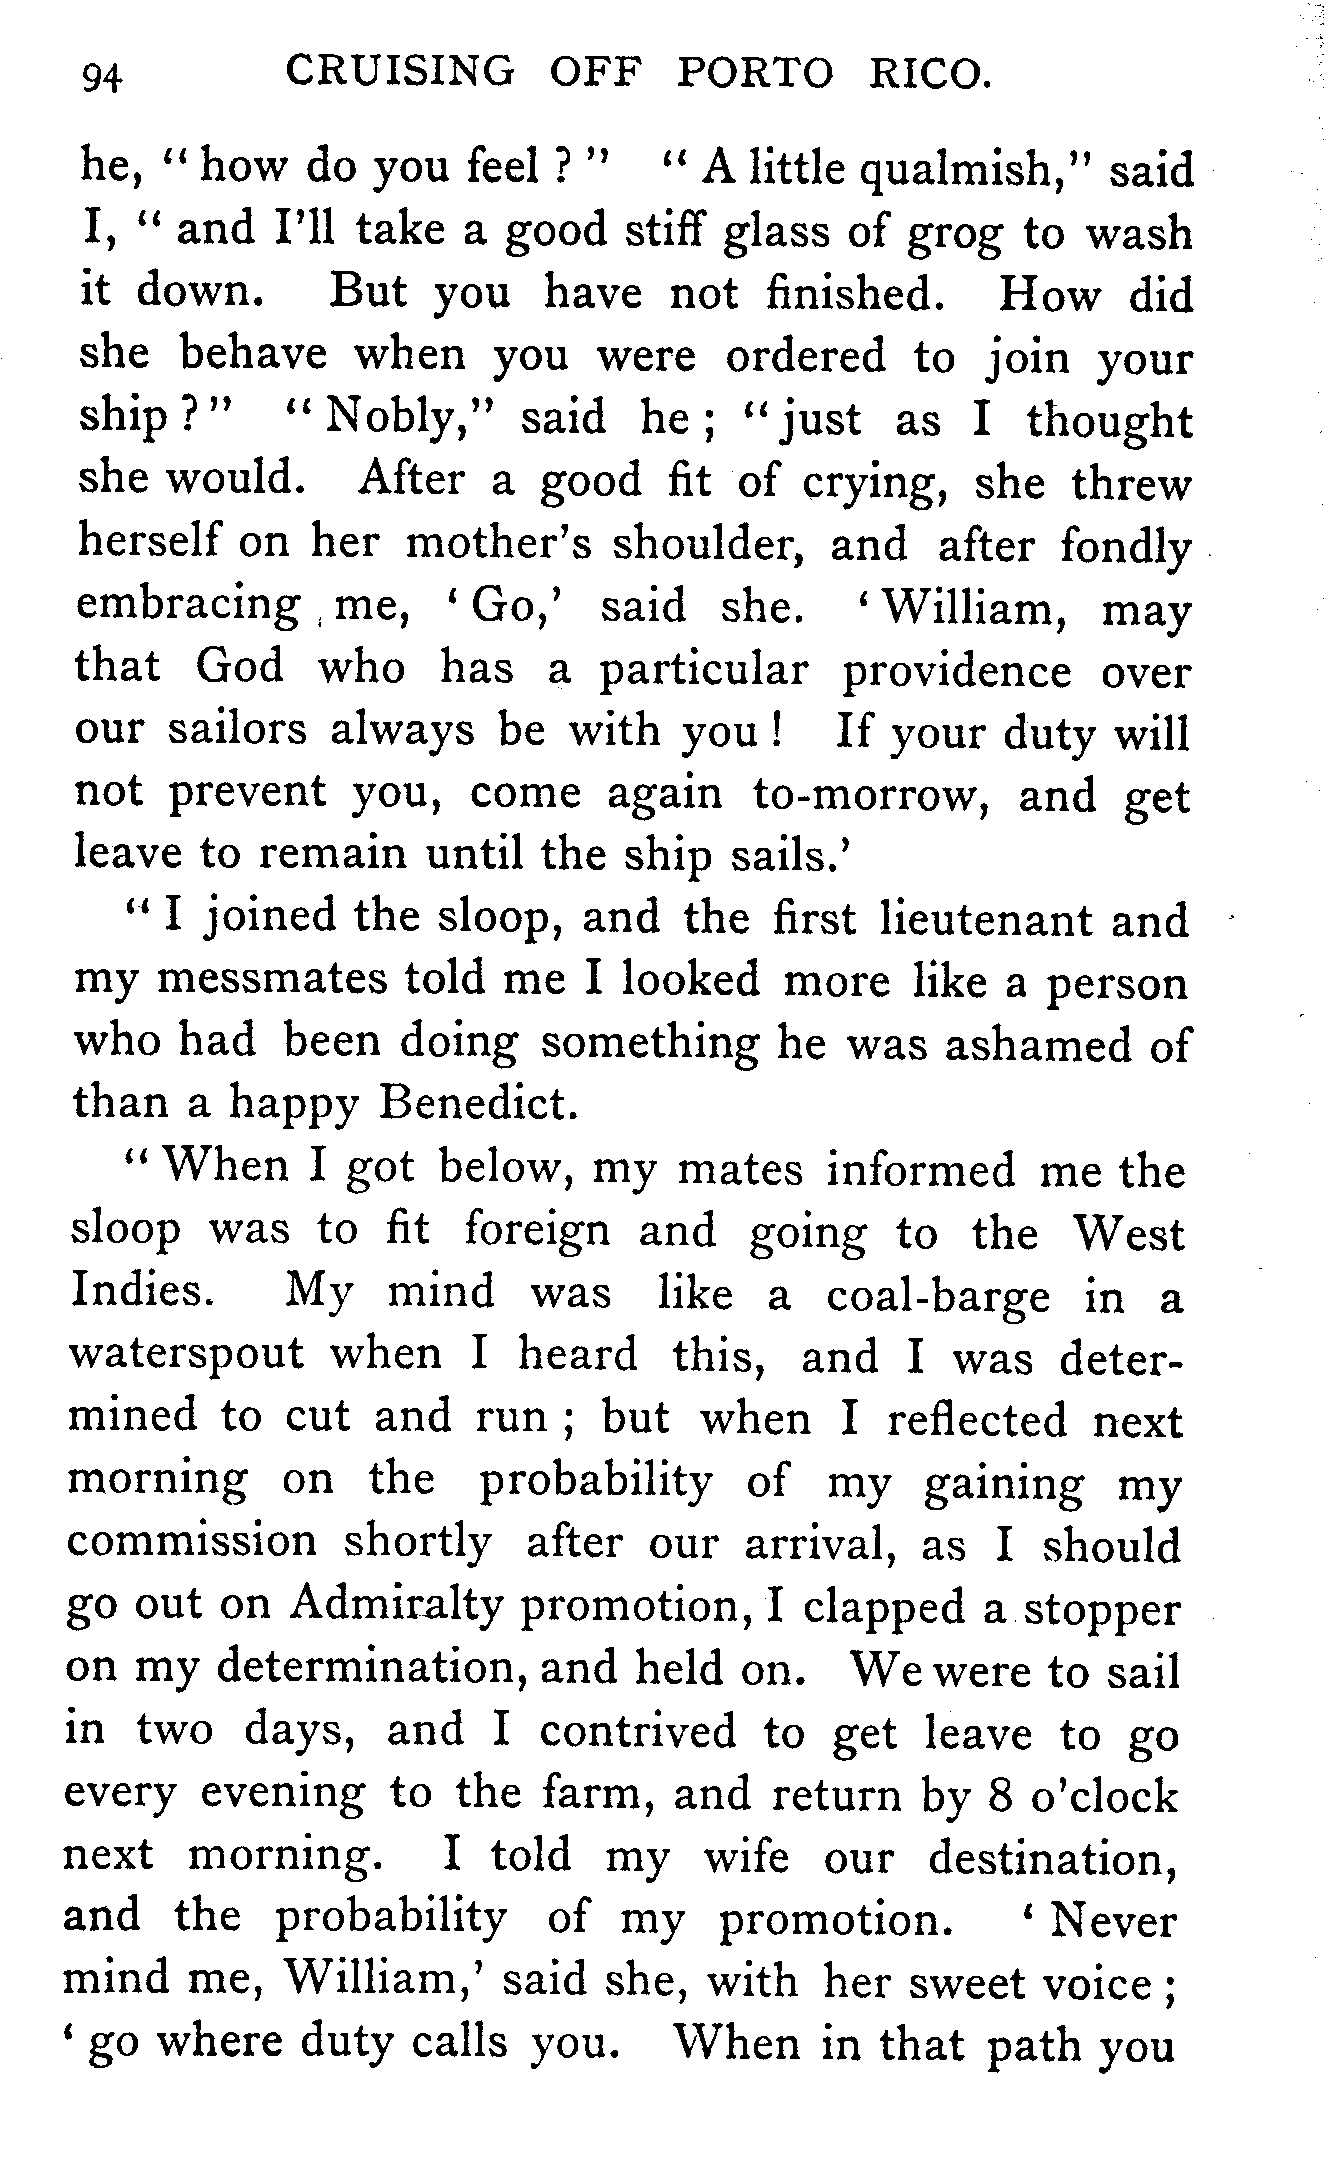 94 CRUISING OFF PORTO RICO.
he, "how do you feel?" "A little qualmish," said
I, "and I'll take a good stiff glass of grog to wash
it down. But you have not finished. How did
she behave when you were ordered to join your
ship?" "Nobly," said he; "just as I thought
she would. After a good fit of crying, she threw
herself on her mother's shoulder, and after fondly
embracing me, 'Go,' said she. 'William, may
that God who has a particular providence over
our sailors always be with you! If your duty will
not prevent you, come again to-morrow, and get
leave to remain until the ship sails.'
"I joined the sloop, and the first lieutenant and
my messmates told me I looked more like a person
who had been doing something he was ashamed of
than a happy Benedict.
"When I got below, my mates informed me the
sloop was to fit foreign and going to the West
Indies. My mind was like a coal-barge in a
waterspout when I heard this, and I was deter-
mined to cut and run; but when I reflected next
morning on the probability of my gaining my
commission shortly after our arrival, as I should
go out on Admiralty promotion, I clapped a stopper
on my determination, and held on. We were to sail
in two days, and I contrived to get leave to go
every evening to the farm, and return by 8 o'clock
next morning. I told my wife our destination,
and the probability of my promotion. 'Never
mind me, William,' said she, with her sweet voice;
'go where duty calls you. When in that path you